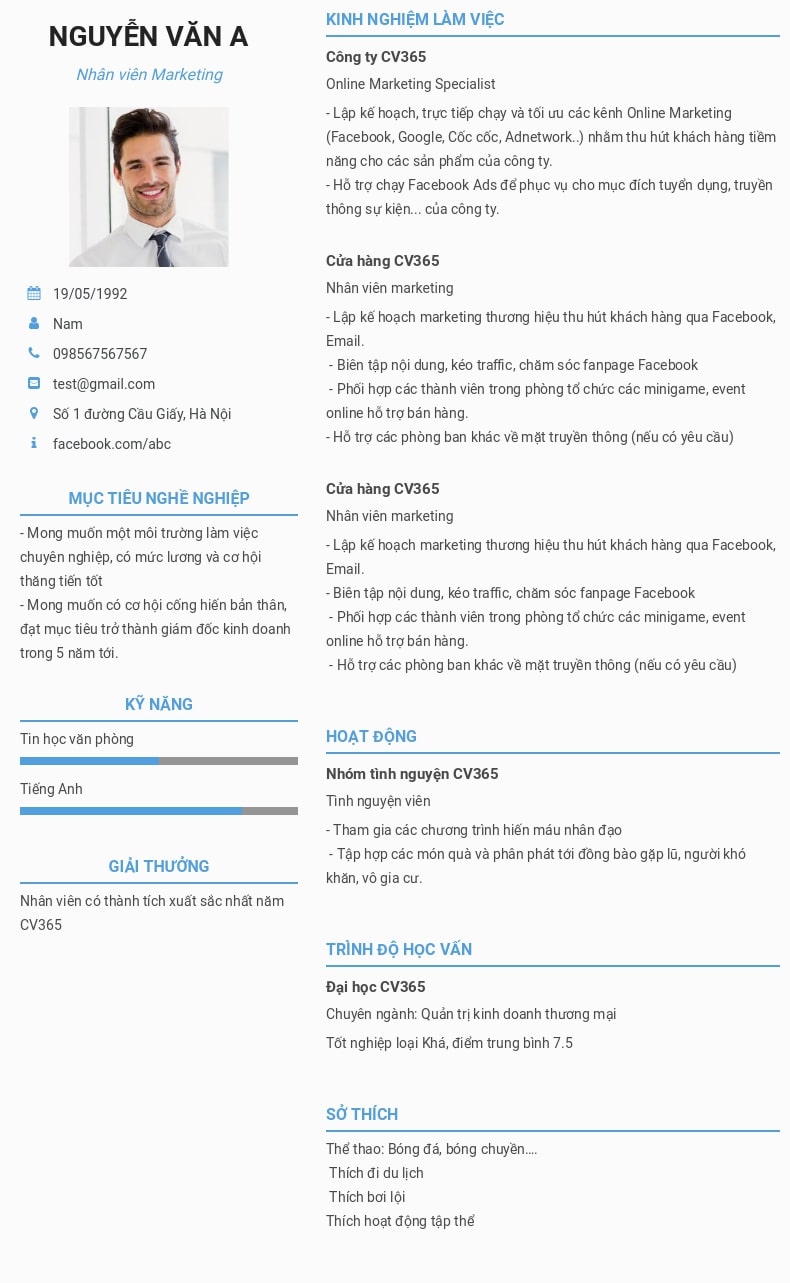 NGUYỄN VĂN A
Nhân viên Marketing
19/05/1992
Nam
098567567567
test@gmail.com
Số 1 đường Cầu Giấy, Hà Nội
facebook.com/abc
MỤC TIÊU NGHỀ NGHIỆP
- Mong muốn một môi trường làm việc
chuyên nghiệp, có mức lương và cơ hội
thăng tiến tốt
- Mong muốn có cơ hội cống hiến bản thân,
đạt mục tiêu trở thành giám đốc kinh doanh
trong 5 năm tới.
KỸ NĂNG
Tin học văn phòng
Tiếng Anh
GIẢI THƯỞNG
Nhân viên có thành tích xuất sắc nhất năm
CV365
KINH NGHIỆM LÀM VIỆC
Công ty CV365
Online Marketing Specialist
- Lập kế hoạch, trực tiếp chạy và tối ưu các kênh Online Marketing
(Facebook, Google, Cốc cốc, Adnetwork..) nhằm thu hút khách hàng tiềm
năng cho các sản phẩm của công ty.
- Hỗ trợ chạy Facebook Ads để phục vụ cho mục đích tuyển dụng, truyền
thông sự kiện... của công ty.
Cửa hàng CV365
Nhân viên marketing
- Lập kế hoạch marketing thương hiệu thu hút khách hàng qua Facebook,
Email.
- Biên tập nội dung, kéo traffic, chăm sóc fanpage Facebook
- Phối hợp các thành viên trong phòng tổ chức các minigame, event
online hỗ trợ bán hàng.
- Hỗ trợ các phòng ban khác về mặt truyền thông (nếu có yêu cầu)
Cửa hàng CV365
Nhân viên marketing
- Lập kế hoạch marketing thương hiệu thu hút khách hàng qua Facebook,
Email.
- Biên tập nội dung, kéo traffic, chăm sóc fanpage Facebook
- Phối hợp các thành viên trong phòng tổ chức các minigame, event
online hỗ trợ bán hàng.
- Hỗ trợ các phòng ban khác về mặt truyền thông (nếu có yêu cầu)
HOẠT ĐỘNG
Nhóm tình nguyện CV365
Tình nguyện viên
- Tham gia các chương trình hiến máu nhân đạo
- Tập hợp các món quà và phân phát tới đồng bào gặp lũ, người khó
khăn, vô gia cư.
TRÌNH ĐỘ HỌC VẤN
Đại học CV365
Chuyên ngành: Quản trị kinh doanh thương mại
Tốt nghiệp loại Khá, điểm trung bình 7.5
SỞ THÍCH
Thể thao: Bóng đá, bóng chuyền....
Thích đi du lịch
Thích bơi lội
Thích hoạt động tập thể